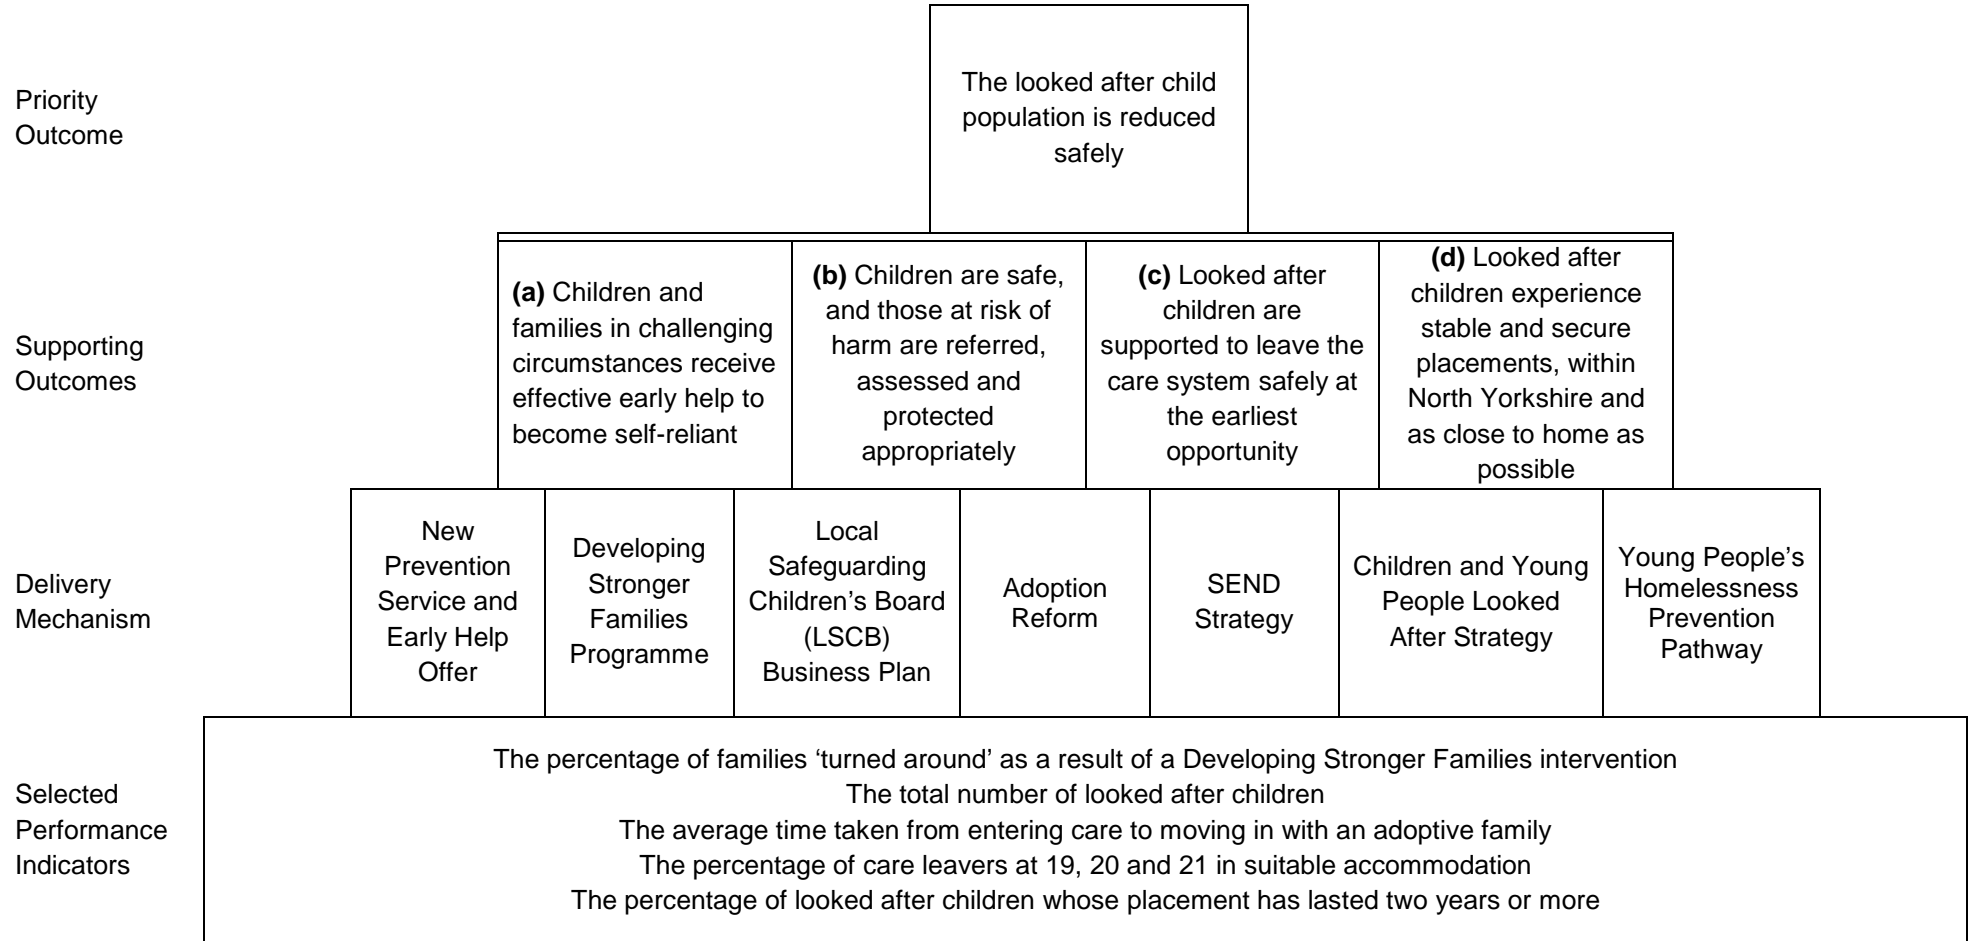 Priority
Outcome
The looked after child
population is reduced
safely
Supporting
Outcomes
(a) Children and
families in challenging
circumstances receive
effective early help to
become self-reliant
(b) Children are safe,
and those at risk of
harm are referred,
assessed and
protected
appropriately
(c) Looked after
children are
supported to leave the
care system safely at
the earliest
opportunity
(d) Looked after
children experience
stable and secure
placements, within
North Yorkshire and
as close to home as
possible
Delivery
Mechanism
New
Prevention
Service and
Early Help
Offer
Developing
Stronger
Families
Programme
Local
Safeguarding
Children’s Board
(LSCB)
Business Plan
Adoption
Reform
SEND
Strategy
Children and Young
People Looked
After Strategy
Young People’s
Homelessness
Prevention
Pathway
Selected
Performance
Indicators
The percentage of families ‘turned around’ as a result of a Developing Stronger Families intervention
The total number of looked after children
The average time taken from entering care to moving in with an adoptive family
The percentage of care leavers at 19, 20 and 21 in suitable accommodation
The percentage of looked after children whose placement has lasted two years or more